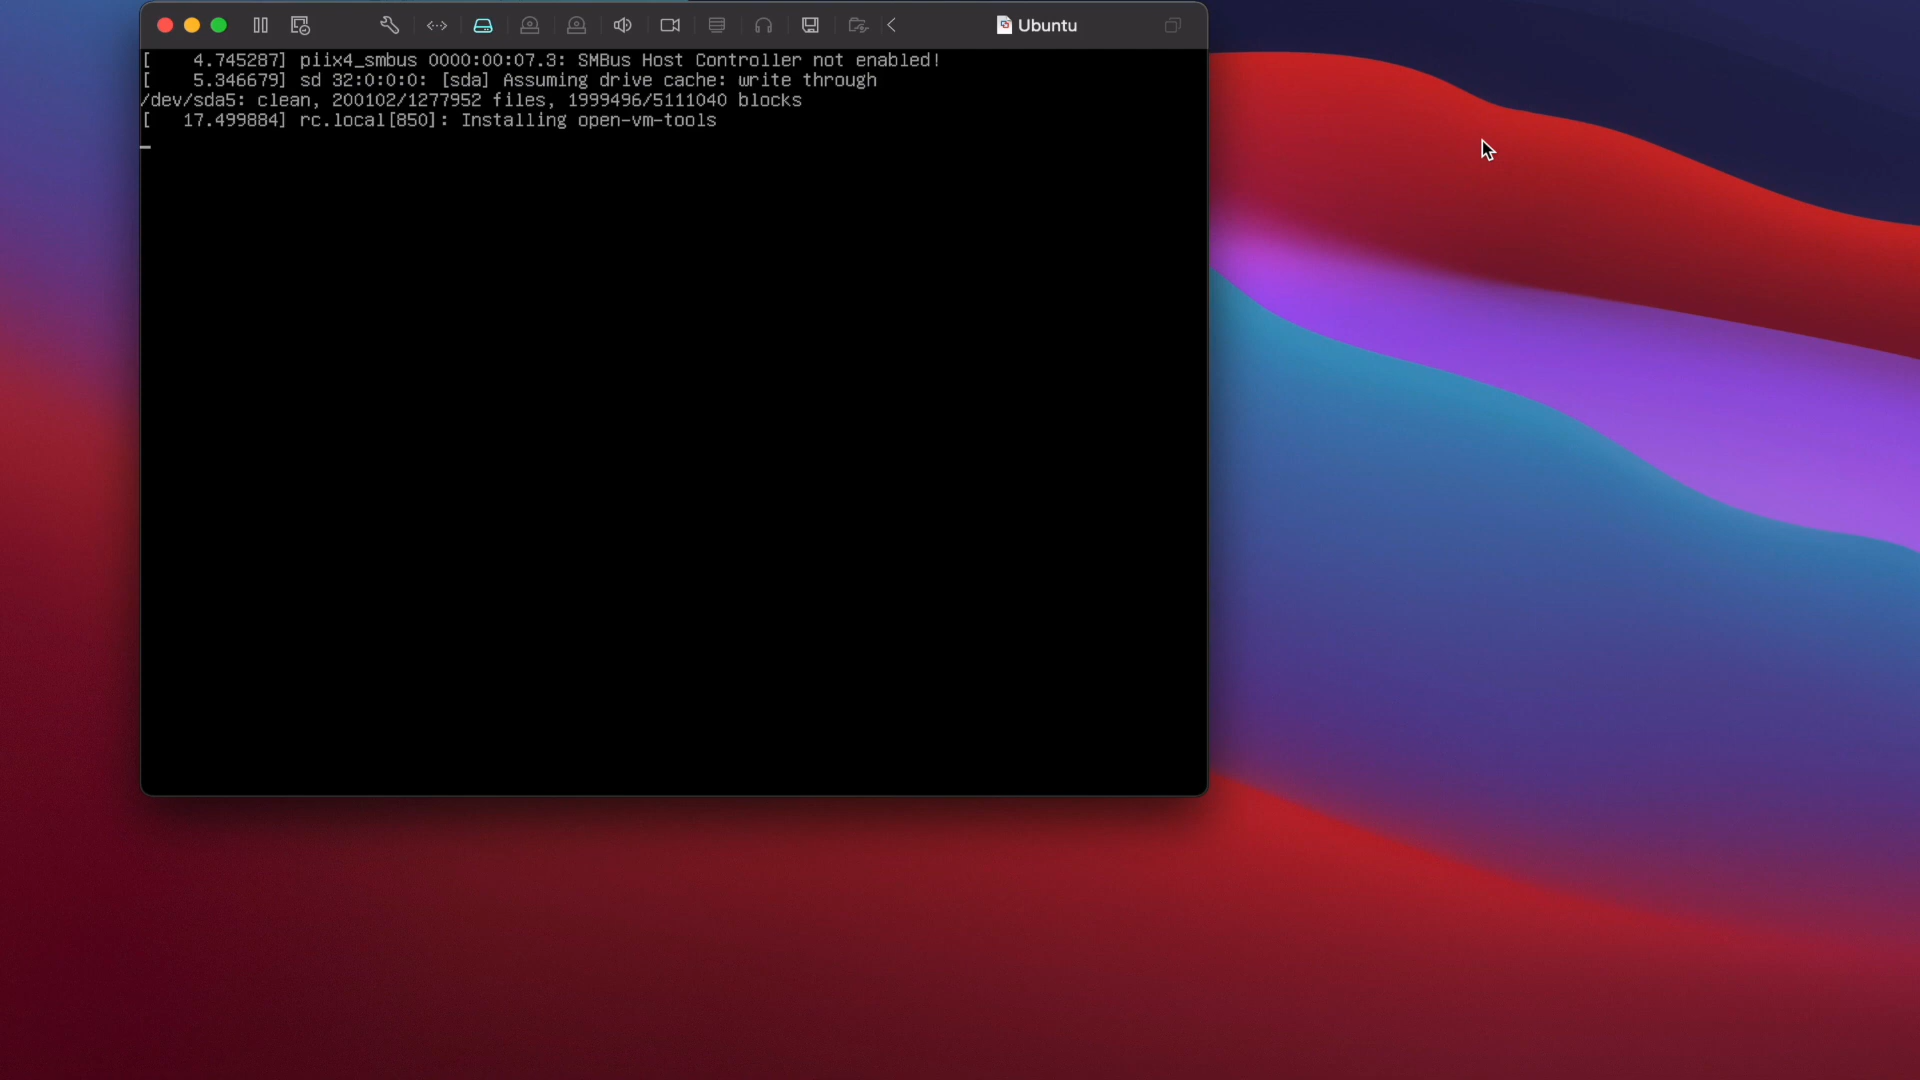 Ubuntu
[    4.745287] piix4_smbus 0000:00:07.3: SMBus Host Controller not enabled!
[    5.346679] sd 32:0:0:0: [sda] Assuming drive cache: write through
/dev/sda5: clean, 200102/1277952 files, 1999496/5111040 blocks
[   17.499884] rc.local[850]: Installing open-vm-tools